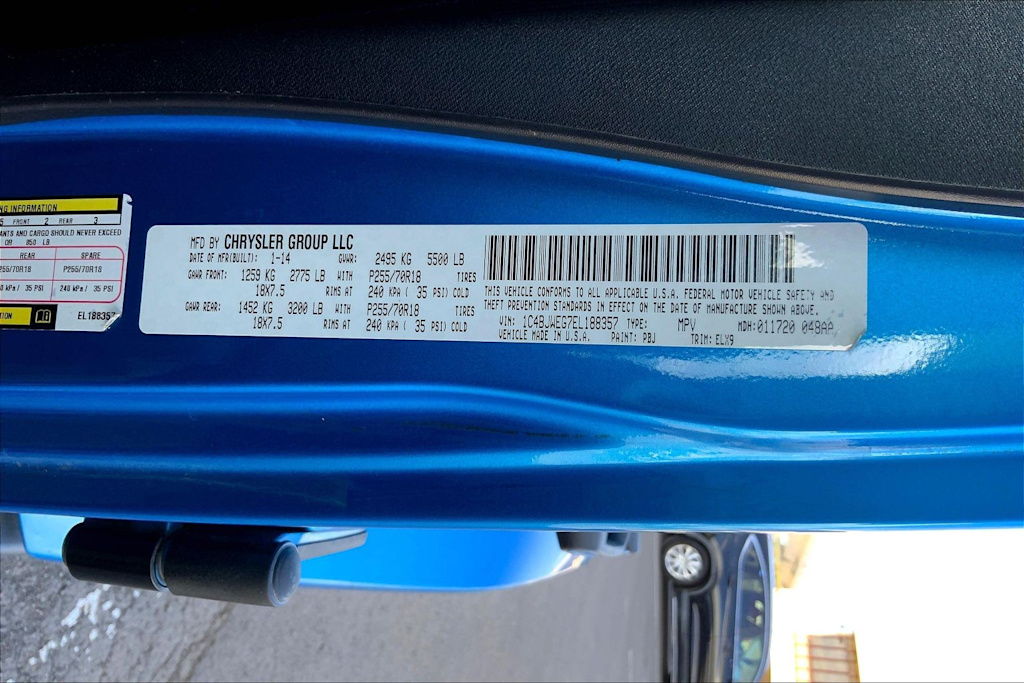 NG INFORMATION
5 FRONT 2 REAR 3
ANTS AND CARGO SHOULD NEVER EXCEED
OR 850 LB
REAR SPARE
255/70R18 P255/70R18
0 kPa / 35 PSI 240 kPa / 35 PSI
TION EL188357
MFD BY CHRYSLER GROUP LLC
DATE OF MFR(BUILT): 1-14 GVWR: 2495 KG 5500 LB
GAWR FRONT: 1259 KG 2775 LB WITH P255/70R18 TIRES
18X7.5 RIMS AT 240 kPa ( 35 PSI) COLD
GAWR REAR: 1452 KG 3200 LB WITH P255/70R18 TIRES
18X7.5 RIMS AT 240 kPa ( 35 PSI) COLD
THIS VEHICLE CONFORMS TO ALL APPLICABLE U.S.A. FEDERAL MOTOR VEHICLE SAFETY AND
THEFT PREVENTION STANDARDS IN EFFECT ON THE DATE OF MANUFACTURE SHOWN ABOVE.
VIN: 1C4BJWEG7EL188357 TYPE: MPV MDH: 011720 048AA
VEHICLE MADE IN U.S.A. PAINT: PBJ TRIM: ELX9